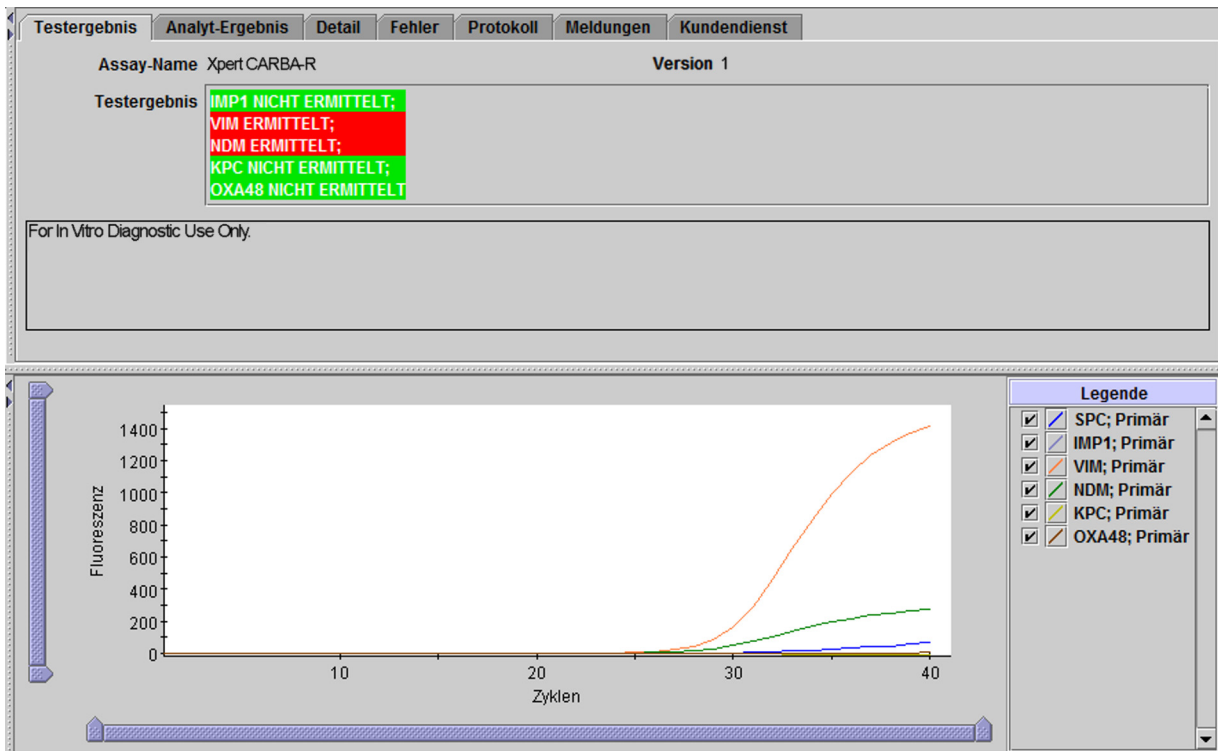 Testergebnis Analyt-Ergebnis Detail Fehler Protokoll Meldungen Kundendienst
Assay-Name Xpert CARBA-R Version 1
Testergebnis IMP1 NICHT ERMITTELT;
VIM ERMITTELT;
NDM ERMITTELT;
KPC NICHT ERMITTELT;
OXA48 NICHT ERMITTELT
For In Vitro Diagnostic Use Only.
1400
1200
1000
800
600
400
200
0
Fluoreszenz
10 20 30 40
Zyklen
Legende
SPC; Primär
IMP1; Primär
VIM; Primär
NDM; Primär
KPC; Primär
OXA48; Primär